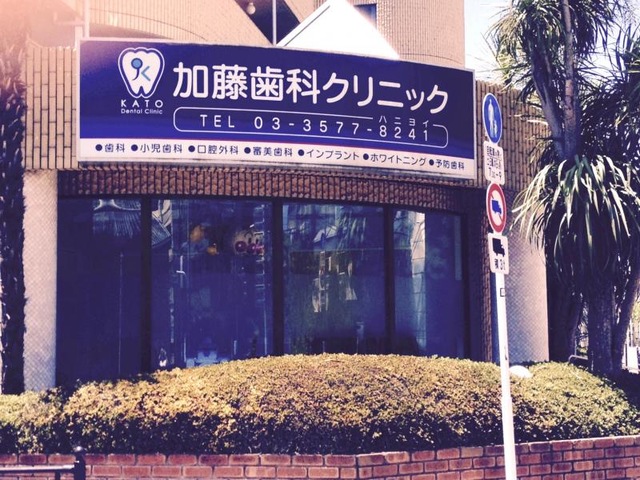 加藤歯科クリニック
KATO
Dental Clinic
ハニヨイ
TEL 03-3577-8241
●歯科 ●小児歯科 ●口腔外科 ●審美歯科 ●インプラント ●ホワイトニング ●予防歯科